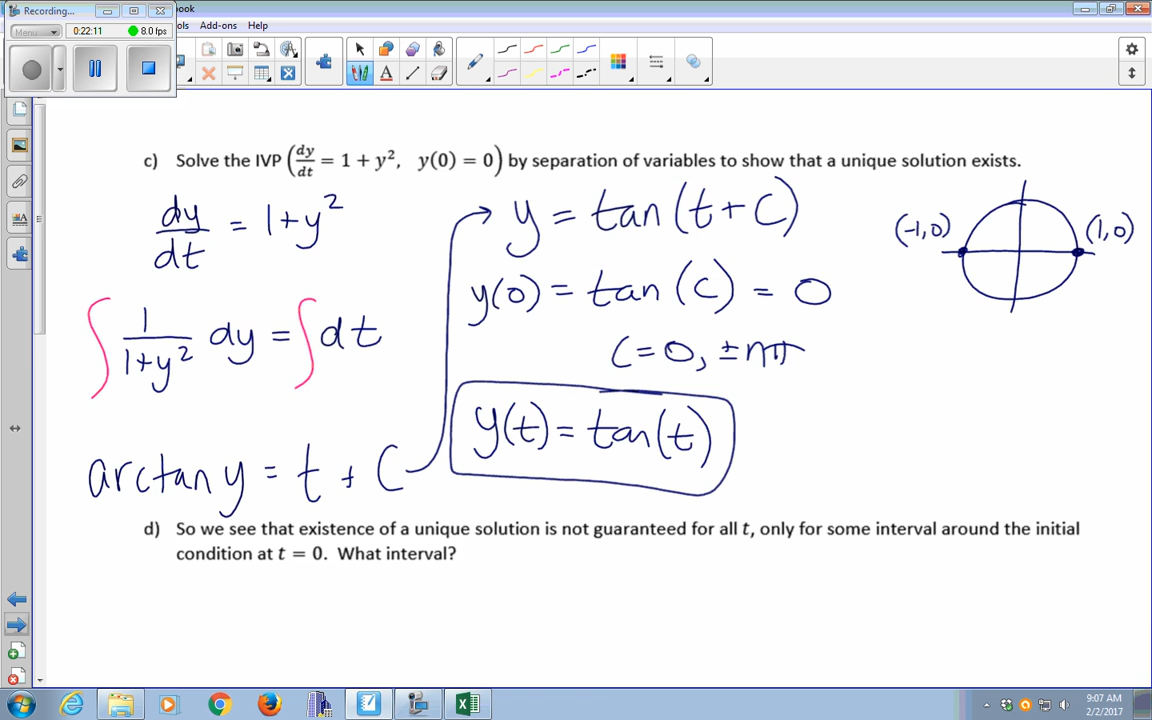 Recording...
book
Menu
0:22:11
8.0 fps
ols Add-ons Help
c) Solve the IVP (dy/dt = 1 + y², y(0) = 0) by separation of variables to show that a unique solution exists.
dy/dt = 1+y²
∫ 1/(1+y²) dy = ∫ dt
arctan y = t + C
y = tan(t+C)
y(0) = tan(C) = 0
C=0, ±nπ
y(t) = tan(t)
(-1,0)
(1,0)
d) So we see that existence of a unique solution is not guaranteed for all t, only for some interval around the initial
condition at t = 0. What interval?
9:07 AM
2/2/2017